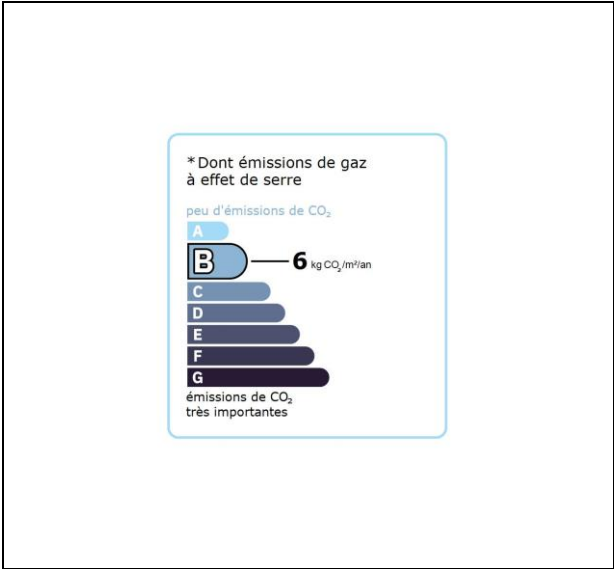 *Dont émissions de gaz
à effet de serre
peu d'émissions de CO₂
A
B 6 kg CO₂/m²/an
C
D
E
F
G
émissions de CO₂
très importantes